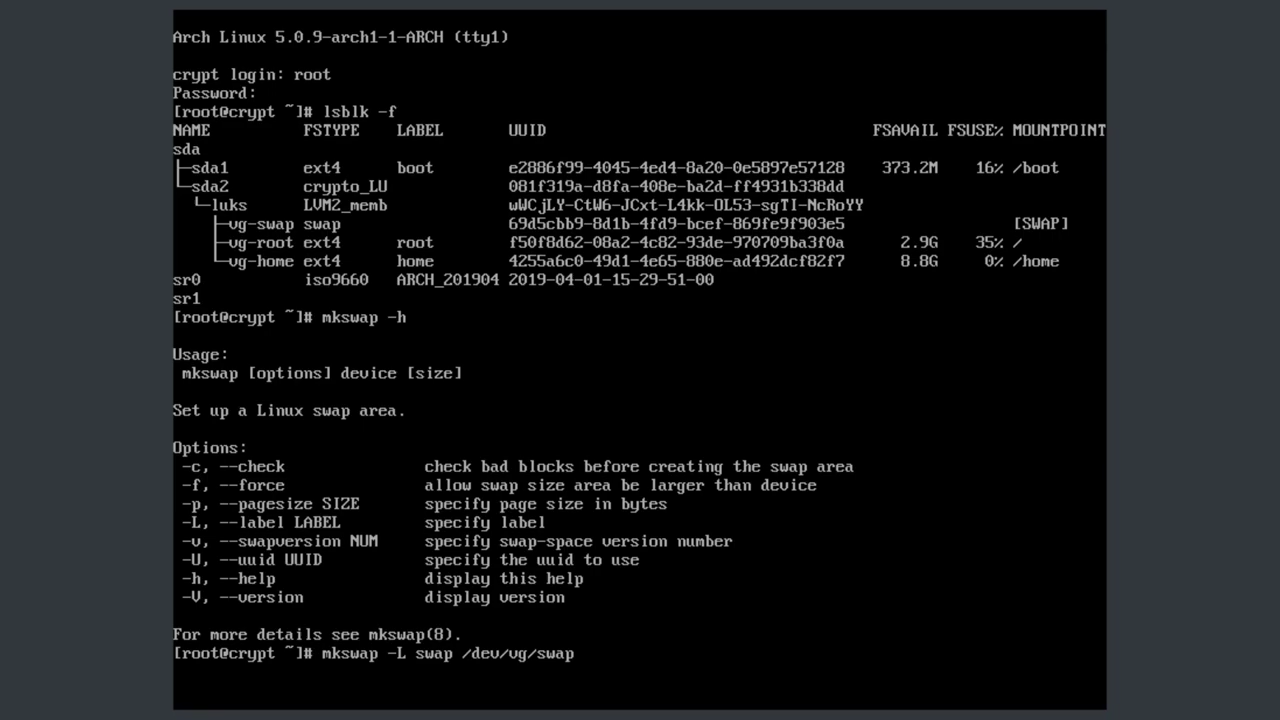 Arch Linux 5.0.9-arch1-1-ARCH (tty1)
crypt login: root
Password:
[root@crypt ~]# lsblk -f
NAME FSTYPE LABEL UUID FSAVAIL FSUSE% MOUNTPOINT
sda
├─sda1 ext4 boot e2886f99-4045-4ed4-8a20-0e5897e57128 373.2M 16% /boot
└─sda2 crypto_LU 081f319a-d8fa-408e-ba2d-ff4931b338dd
└─luks LVM2_memb wWCjLY-CtW6-JCxt-L4kk-OL53-sgTI-NcRoYY
├─vg-swap swap 69d5cbb9-8d1b-4fd9-bcef-869fe9f903e5 [SWAP]
├─vg-root ext4 root f50f8d62-08a2-4c82-93de-970709ba3f0a 2.9G 35% /
└─vg-home ext4 home 4255a6c0-49d1-4e65-880e-ad492dcf82f7 8.8G 0% /home
sr0 iso9660 ARCH_201904 2019-04-01-15-29-51-00
sr1
[root@crypt ~]# mkswap -h
Usage:
mkswap [options] device [size]
Set up a Linux swap area.
Options:
-c, --check check bad blocks before creating the swap area
-f, --force allow swap size area be larger than device
-p, --pagesize SIZE specify page size in bytes
-L, --label LABEL specify label
-v, --swapversion NUM specify swap-space version number
-U, --uuid UUID specify the uuid to use
-h, --help display this help
-V, --version display version
For more details see mkswap(8).
[root@crypt ~]# mkswap -L swap /dev/vg/swap